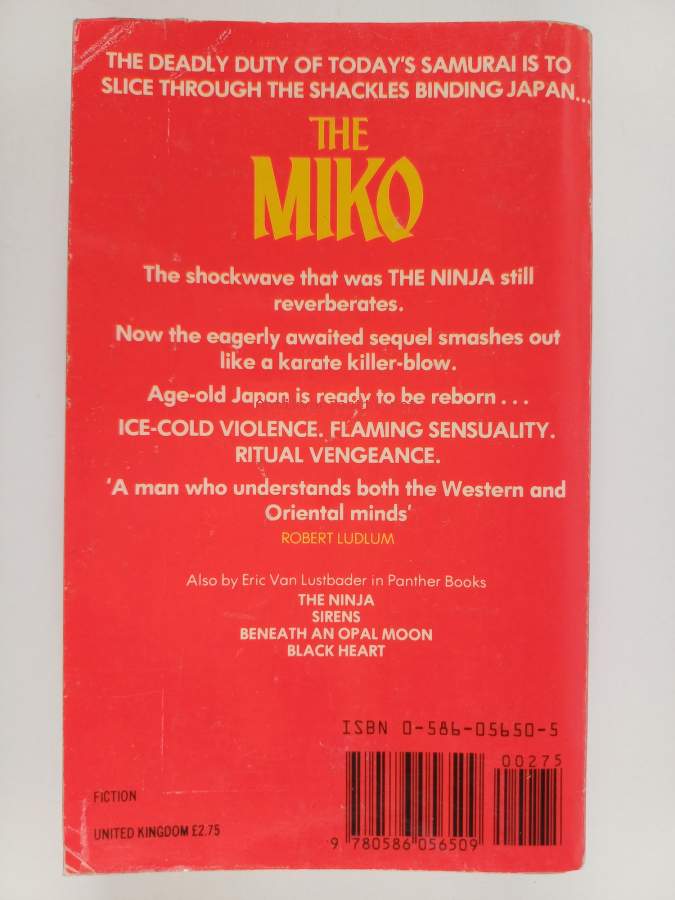 THE DEADLY DUTY OF TODAY'S SAMURAI IS TO
SLICE THROUGH THE SHACKLES BINDING JAPAN...
THE
MIKO
The shockwave that was THE NINJA still
reverberates.
Now the eagerly awaited sequel smashes out
like a karate killer-blow.
Age-old Japan is ready to be reborn . . .
ICE-COLD VIOLENCE. FLAMING SENSUALITY.
RITUAL VENGEANCE.
'A man who understands both the Western and
Oriental minds'
ROBERT LUDLUM
Also by Eric Van Lustbader in Panther Books
THE NINJA
SIRENS
BENEATH AN OPAL MOON
BLACK HEART
ISBN 0-586-05650-5
00275
FICTION
UNITED KINGDOM £2.75
9 780586 056509